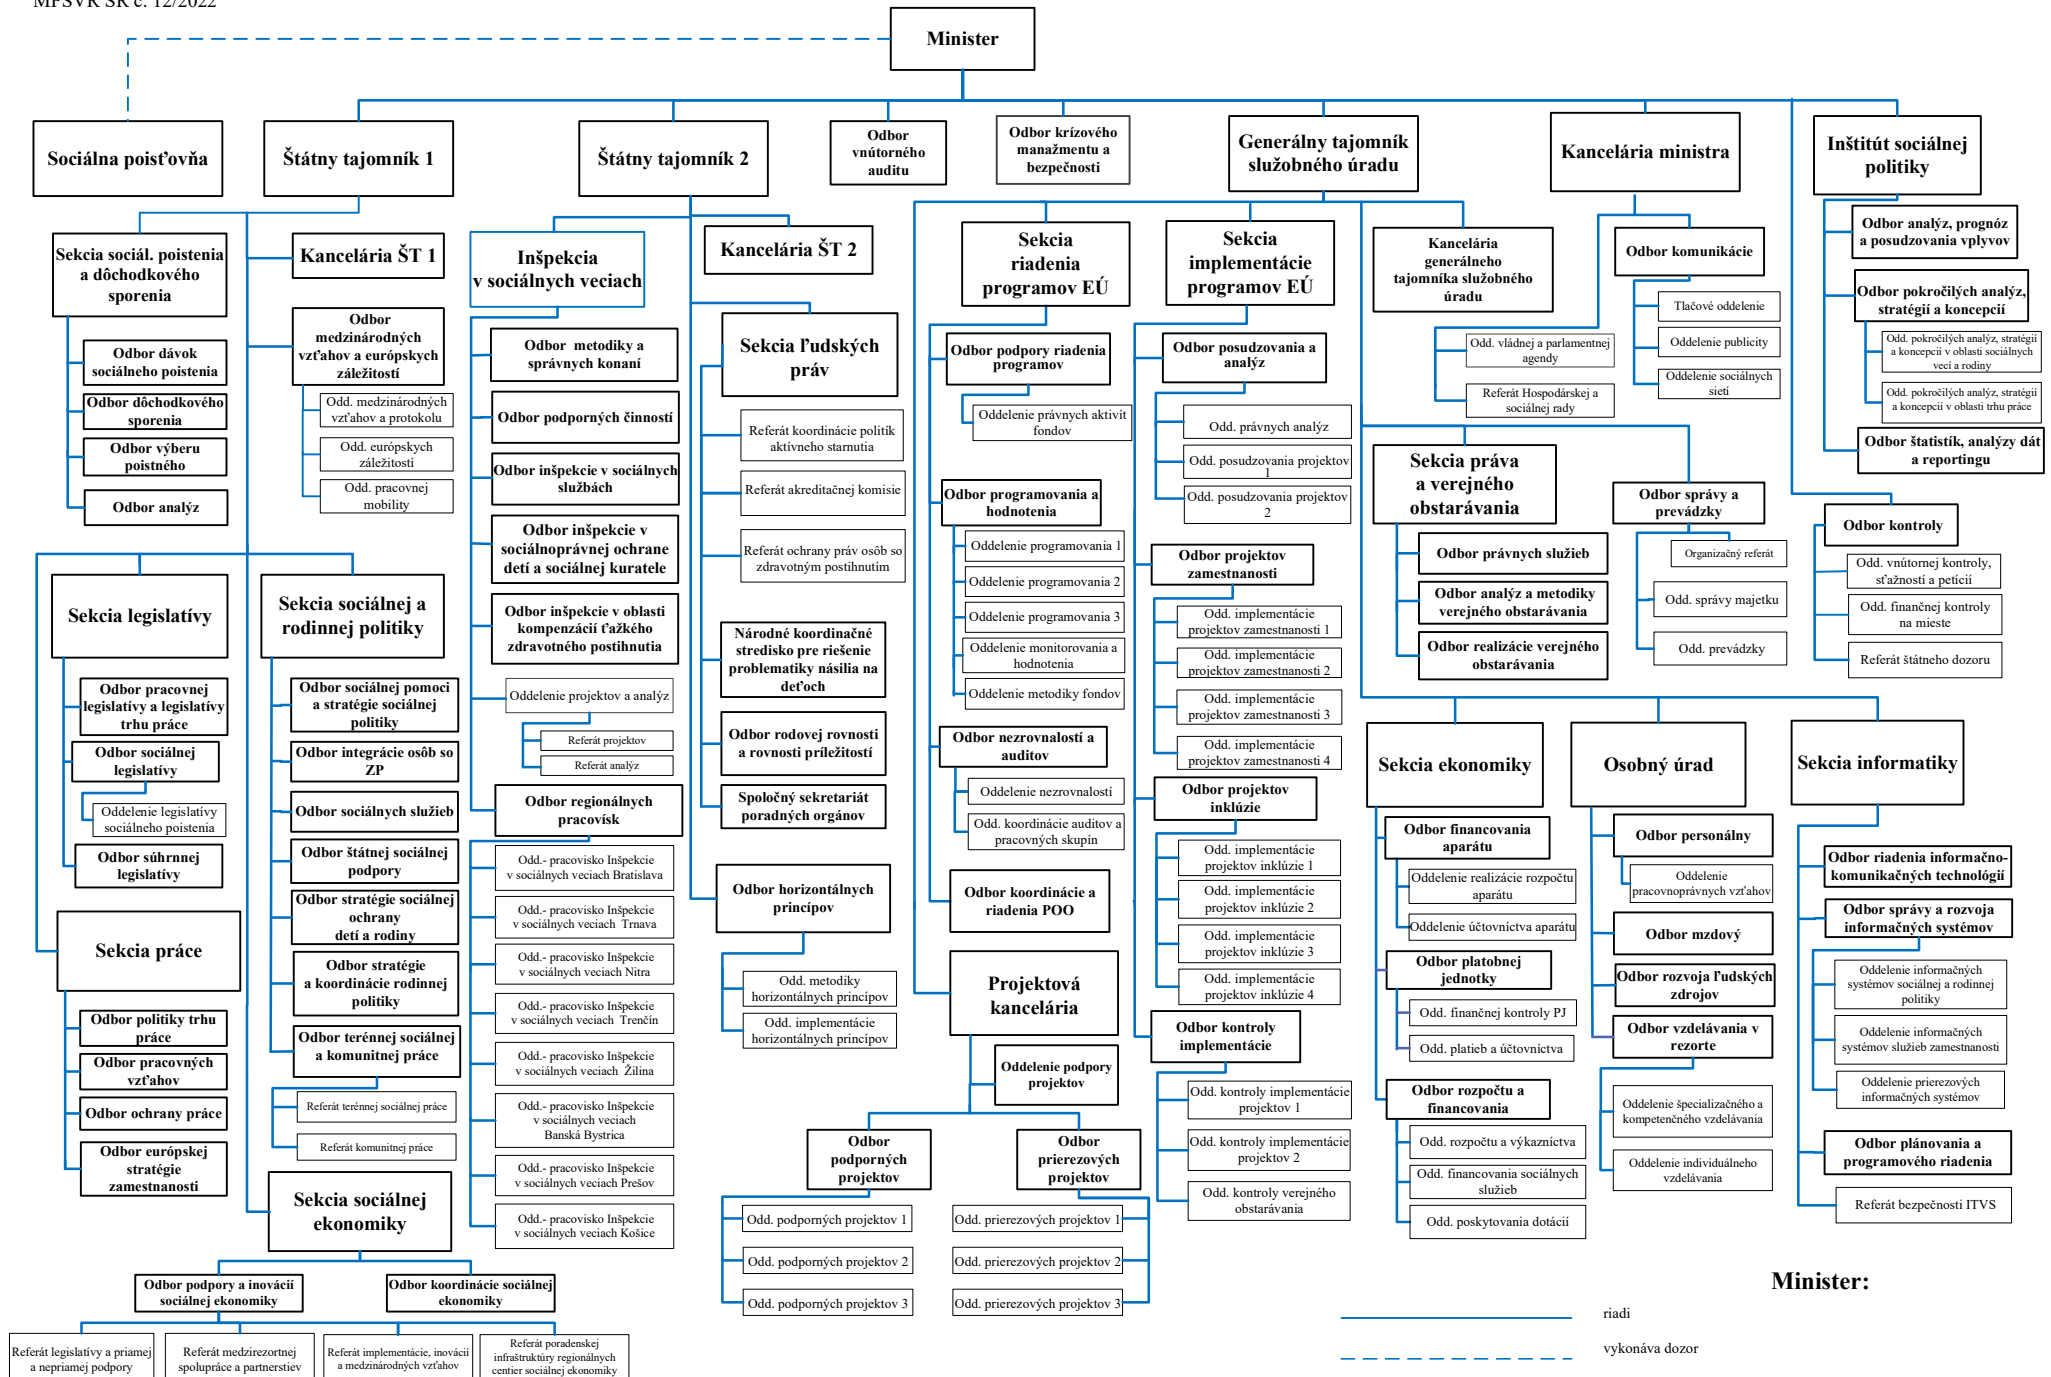 MPSVR SR č. 12/2022
Minister
Sociálna poisťovňa
Štátny tajomník 1
Štátny tajomník 2
Odbor
vnútorného
auditu
Odbor krízového
manažmentu a
bezpečnosti
Generálny tajomník
služobného úradu
Kancelária ministra
Inštitút sociálnej
politiky
Sekcia sociál. poistenia
a dôchodkového
sporenia
Odbor dávok
sociálneho poistenia
Odbor dôchodkového
sporenia
Odbor výberu
poistného
Odbor analýz
Kancelária ŠT 1
Odbor
medzinárodných
vzťahov a európskych
záležitostí
Odd. medzinárodných
vzťahov a protokolu
Odd. európskych
záležitostí
Odd. pracovnej
mobility
Sekcia legislatívy
Odbor pracovnej
legislatívy a legislatívy
trhu práce
Odbor sociálnej
legislatívy
Oddelenie legislatívy
sociálneho poistenia
Odbor súhrnnej
legislatívy
Sekcia práce
Odbor politiky trhu
práce
Odbor pracovných
vzťahov
Odbor ochrany práce
Odbor európskej
stratégie
zamestnanosti
Sekcia sociálnej a
rodinnej politiky
Odbor sociálnej pomoci
a stratégie sociálnej
politiky
Odbor integrácie osôb so
ZP
Odbor sociálnych služieb
Odbor štátnej sociálnej
podpory
Odbor stratégie sociálnej
ochrany
detí a rodiny
Odbor stratégie
a koordinácie rodinnej
politiky
Odbor terénnej sociálnej
a komunitnej práce
Referát terénnej sociálnej práce
Referát komunitnej práce
Sekcia sociálnej
ekonomiky
Odbor podpory a inovácií
sociálnej ekonomiky
Odbor koordinácie sociálnej
ekonomiky
Referát legislatívy a priamej
a nepriamej podpory
Referát medzirezortnej
spolupráce a partnerstiev
Referát implementácie, inovácií
a medzinárodných vzťahov
Referát poradenskej
infraštruktúry regionálnych
centier sociálnej ekonomiky
Inšpekcia
v sociálnych veciach
Odbor metodiky a
správnych konaní
Odbor podporných činností
Odbor inšpekcie v sociálnych
službách
Odbor inšpekcie v
sociálnoprávnej ochrane
detí a sociálnej kuratele
Odbor inšpekcie v oblasti
kompenzácií ťažkého
zdravotného postihnutia
Oddelenie projektov a analýz
Referát projektov
Referát analýz
Odbor regionálnych
pracovísk
Odd.- pracovisko Inšpekcie
v sociálnych veciach Bratislava
Odd.- pracovisko Inšpekcie
v sociálnych veciach Trnava
Odd.- pracovisko Inšpekcie
v sociálnych veciach Nitra
Odd.- pracovisko Inšpekcie
v sociálnych veciach Trenčín
Odd.- pracovisko Inšpekcie
v sociálnych veciach Žilina
Odd.- pracovisko Inšpekcie
v sociálnych veciach
Banská Bystrica
Odd.- pracovisko Inšpekcie
v sociálnych veciach Prešov
Odd.- pracovisko Inšpekcie
v sociálnych veciach Košice
Kancelária ŠT 2
Sekcia ľudských
práv
Referát koordinácie politík
aktívneho starnutia
Referát akreditačnej komisie
Referát ochrany práv osôb so
zdravotným postihnutím
Národné koordinačné
stredisko pre riešenie
problematiky násilia na
deťoch
Odbor rodovej rovnosti
a rovnosti príležitostí
Spoločný sekretariát
poradných orgánov
Odbor horizontálnych
princípov
Odd. metodiky
horizontálnych princípov
Odd. implementácie
horizontálnych princípov
Sekcia
riadenia
programov EÚ
Odbor podpory riadenia
programov
Oddelenie právnych aktivít
fondov
Odbor programovania a
hodnotenia
Oddelenie programovania 1
Oddelenie programovania 2
Oddelenie programovania 3
Oddelenie monitorovania a
hodnotenia
Oddelenie metodiky fondov
Odbor nezrovnalostí a
auditov
Oddelenie nezrovnalostí
Odd. koordinácie auditov a
pracovných skupín
Odbor koordinácie a
riadenia POO
Projektová
kancelária
Oddelenie podpory
projektov
Odbor
podporných
projektov
Odd. podporných projektov 1
Odd. podporných projektov 2
Odd. podporných projektov 3
Odbor
prierezových
projektov
Odd. prierezových projektov 1
Odd. prierezových projektov 2
Odd. prierezových projektov 3
Sekcia
implementácie
programov EÚ
Odbor posudzovania a
analýz
Odd. právnych analýz
Odd. posudzovania projektov
1
Odd. posudzovania projektov
2
Odbor projektov
zamestnanosti
Odd. implementácie
projektov zamestnanosti 1
Odd. implementácie
projektov zamestnanosti 2
Odd. implementácie
projektov zamestnanosti 3
Odd. implementácie
projektov zamestnanosti 4
Odbor projektov
inklúzie
Odd. implementácie
projektov inklúzie 1
Odd. implementácie
projektov inklúzie 2
Odd. implementácie
projektov inklúzie 3
Odd. implementácie
projektov inklúzie 4
Odbor kontroly
implementácie
Odd. kontroly implementácie
projektov 1
Odd. kontroly implementácie
projektov 2
Odd. kontroly verejného
obstarávania
Kancelária
generálneho
tajomníka služobného
úradu
Sekcia práva
a verejného
obstarávania
Odbor právnych služieb
Odbor analýz a metodiky
verejného obstarávania
Odbor realizácie verejného
obstarávania
Odbor správy a
prevádzky
Organizačný referát
Odd. správy majetku
Odd. prevádzky
Sekcia ekonomiky
Odbor financovania
aparátu
Oddelenie realizácie rozpočtu
aparátu
Oddelenie účtovníctva aparátu
Odbor platobnej
jednotky
Odd. finančnej kontroly PJ
Odd. platieb a účtovníctva
Odbor rozpočtu a
financovania
Odd. rozpočtu a výkazníctva
Odd. financovania sociálnych
služieb
Odd. poskytovania dotácií
Osobný úrad
Odbor personálny
Oddelenie
pracovnoprávnych vzťahov
Odbor mzdový
Odbor rozvoja ľudských
zdrojov
Odbor vzdelávania v
rezorte
Oddelenie špecializačného a
kompetenčného vzdelávania
Oddelenie individuálneho
vzdelávania
Sekcia informatiky
Odbor riadenia informačno-
komunikačných technológií
Odbor správy a rozvoja
informačných systémov
Oddelenie informačných
systémov sociálnej a rodinnej
politiky
Oddelenie informačných
systémov služieb zamestnanosti
Oddelenie prierezových
informačných systémov
Odbor plánovania a
programového riadenia
Referát bezpečnosti ITVS
Odbor komunikácie
Tlačové oddelenie
Oddelenie publicity
Oddelenie sociálnych
sietí
Odd. vládnej a parlamentnej
agendy
Referát Hospodárskej a
sociálnej rady
Odbor analýz, prognóz
a posudzovania vplyvov
Odbor pokročilých analýz,
stratégií a koncepcií
Odd. pokročilých analýz, stratégií
a koncepcií v oblasti sociálnych
vecí a rodiny
Odd. pokročilých analýz, stratégií
a koncepcií v oblasti trhu práce
Odbor štatistík, analýzy dát
a reportingu
Odbor kontroly
Odd. vnútornej kontroly,
sťažností a petícií
Odd. finančnej kontroly
na mieste
Referát štátneho dozoru
Minister:
riadi
vykonáva dozor